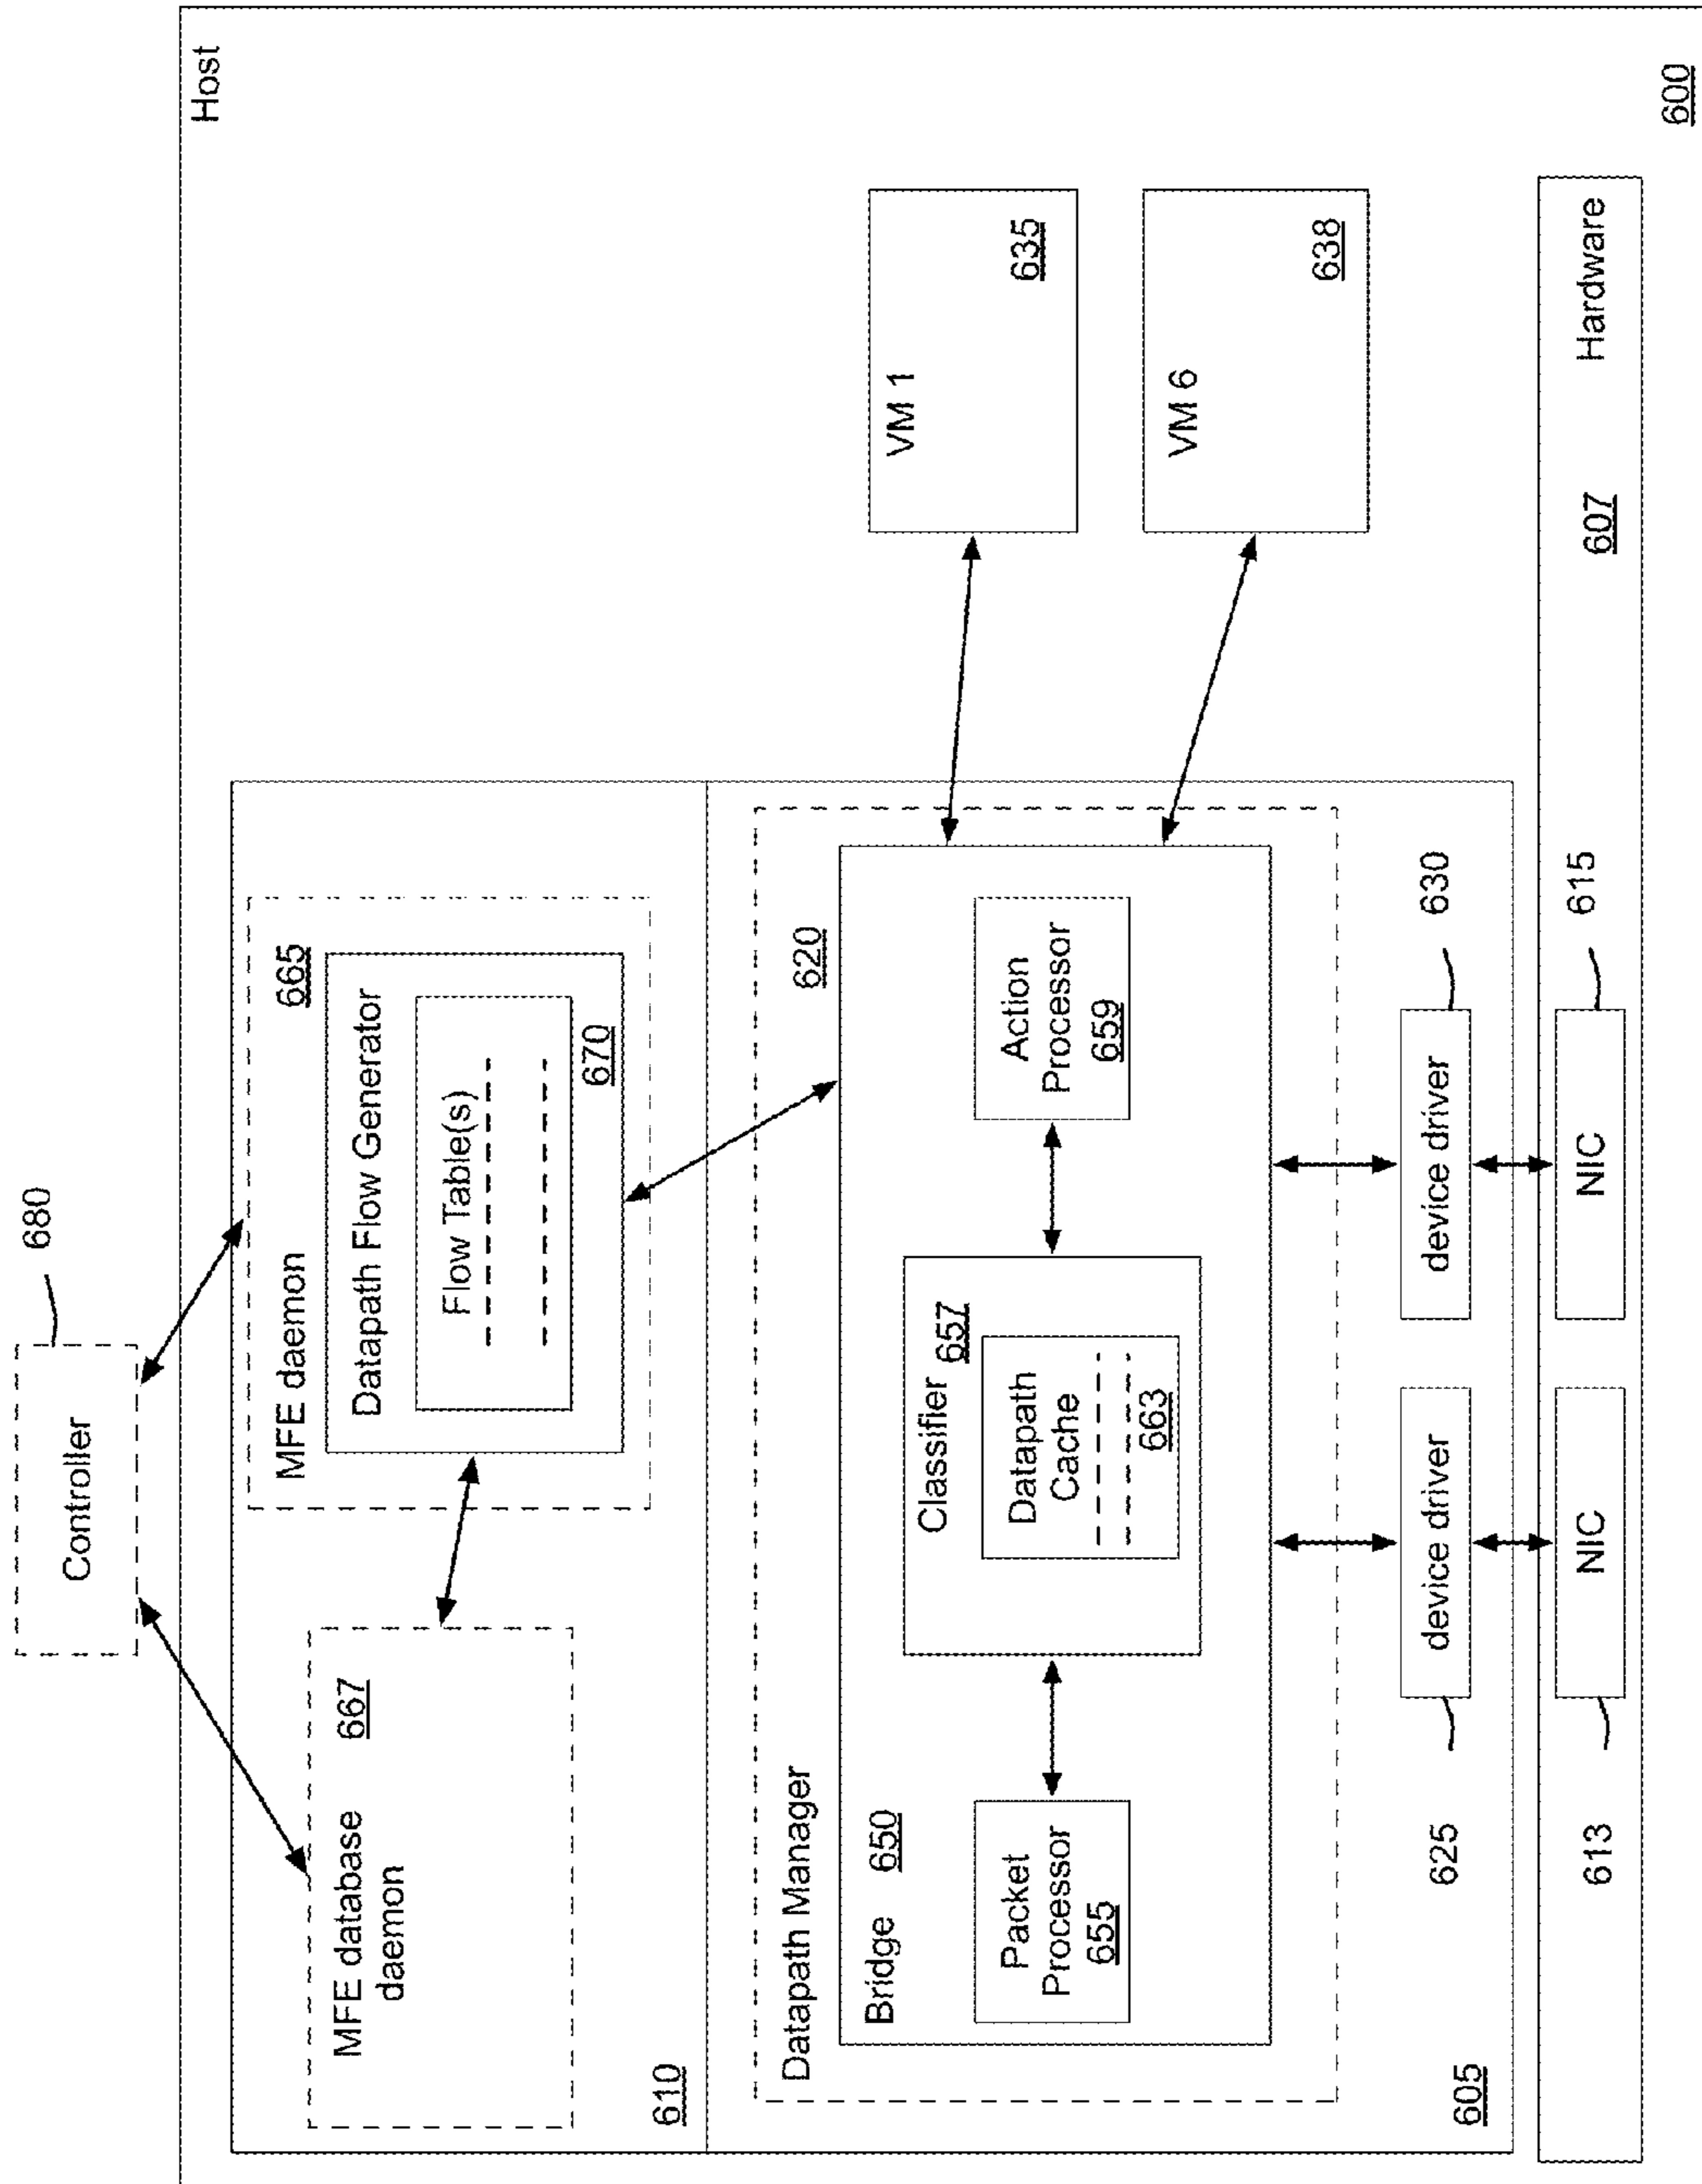 Controller
680
Host
MFE database
daemon
667
MFE daemon
665
Datapath Flow Generator
Flow Table(s)
670
610
Datapath Manager
620
Bridge
650
Packet
Processor
655
Classifier
657
Datapath
Cache
663
Action
Processor
659
VM 1
635
VM 6
638
605
625
device driver
device driver
630
613
NIC
NIC
615
607
Hardware
600